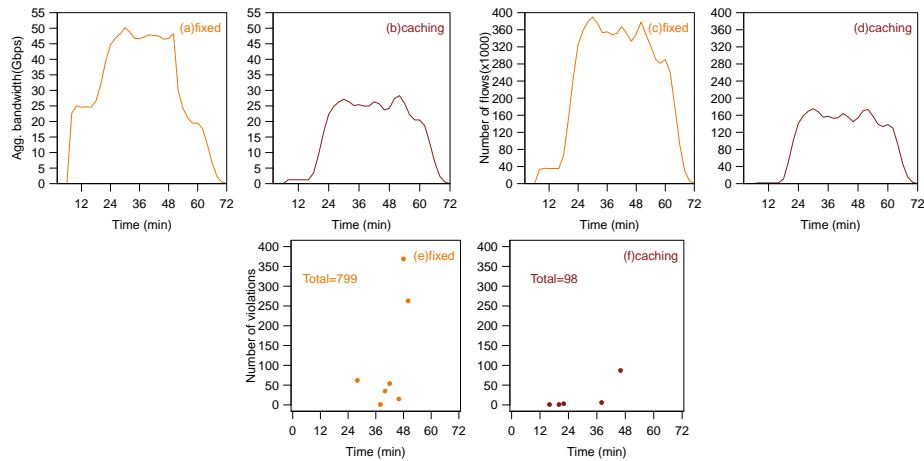 (a)fixed
Agg. bandwidth(Gbps)
55
50
45
40
35
30
25
20
15
10
5
0
12 24 36 48 60 72
Time (min)
(b)caching
55
50
45
40
35
30
25
20
15
10
5
0
12 24 36 48 60 72
Time (min)
(c)fixed
Number of flows(x1000)
400
360
320
280
240
200
160
120
80
40
0
12 24 36 48 60 72
Time (min)
(d)caching
400
360
320
280
240
200
160
120
80
40
0
12 24 36 48 60 72
Time (min)
(e)fixed
Total=799
Number of violations
400
350
300
250
200
150
100
50
0
0 12 24 36 48 60 72
Time (min)
(f)caching
Total=98
400
350
300
250
200
150
100
50
0
0 12 24 36 48 60 72
Time (min)